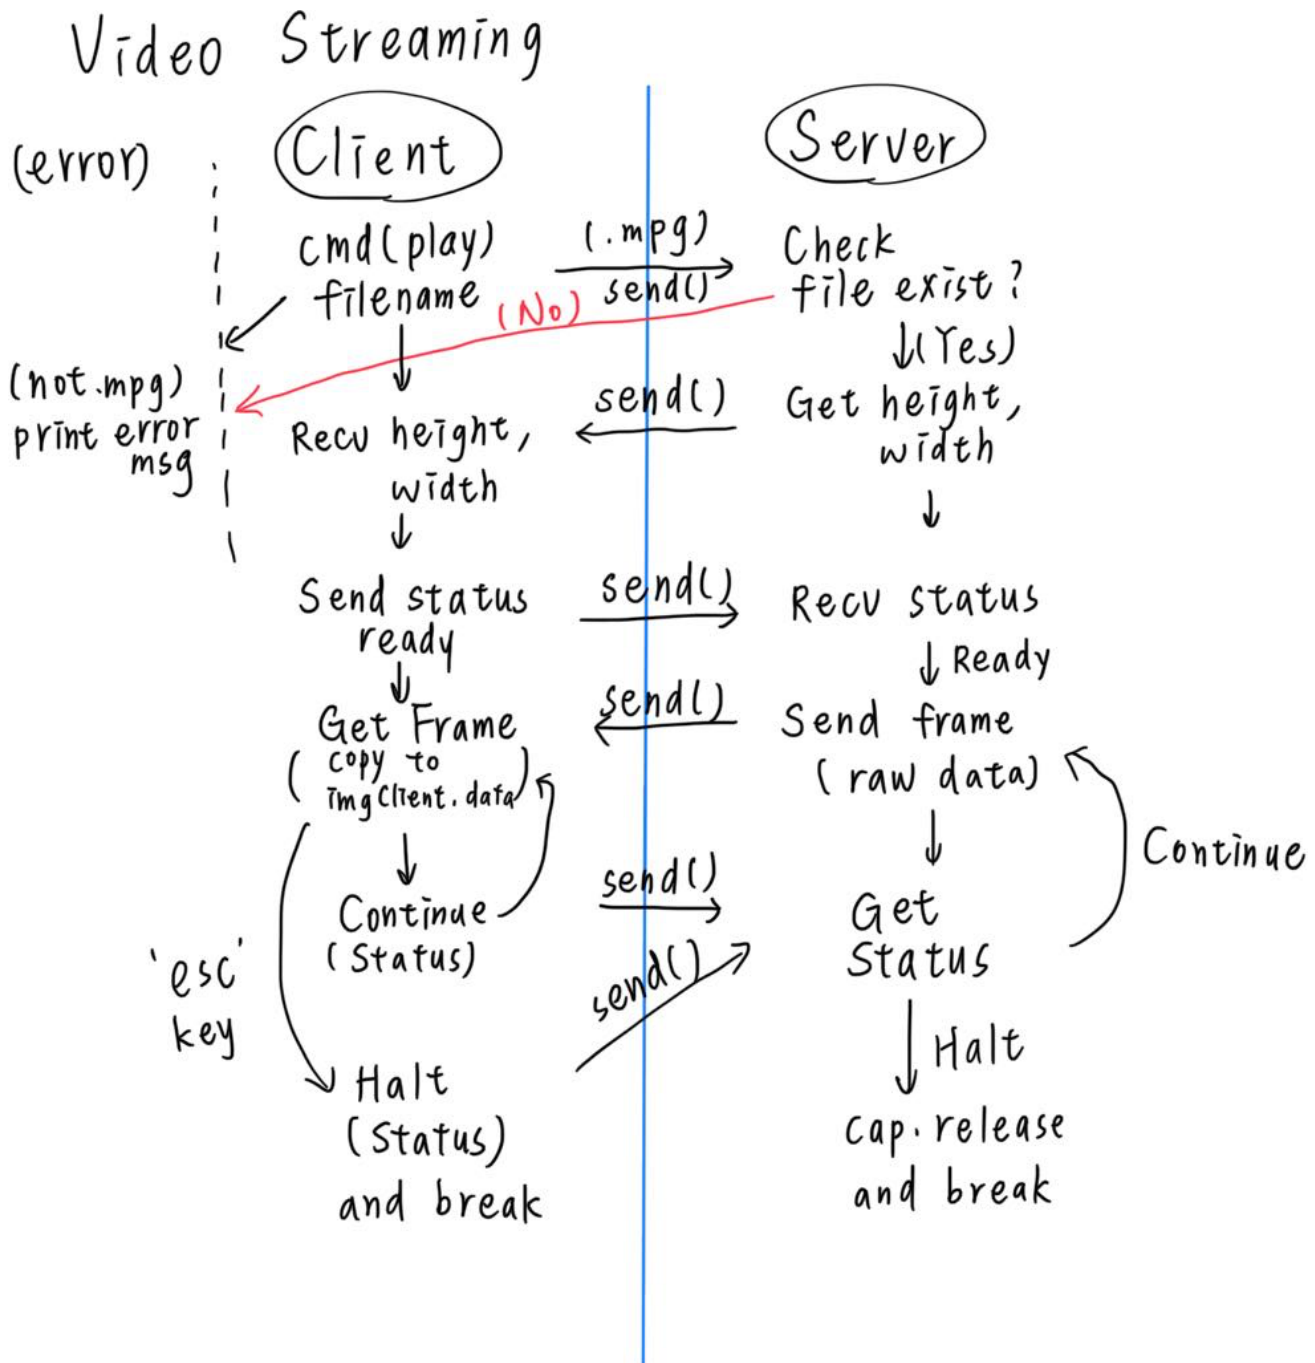 Video Streaming
(error)
Client
Server
cmd(play)
filename
(.mpg)
send()
Check
file exist?
(No)
(Yes)
(not.mpg)
print error
msg
Recv height,
width
send()
Get height,
width
Send status
ready
send()
Recv status
Ready
Get Frame
(copy to
imgClient.data)
send()
Send frame
(raw data)
Continue
Continue
(Status)
send()
Get
Status
'esc'
key
send()
Halt
Halt
(Status)
and break
cap.release
and break